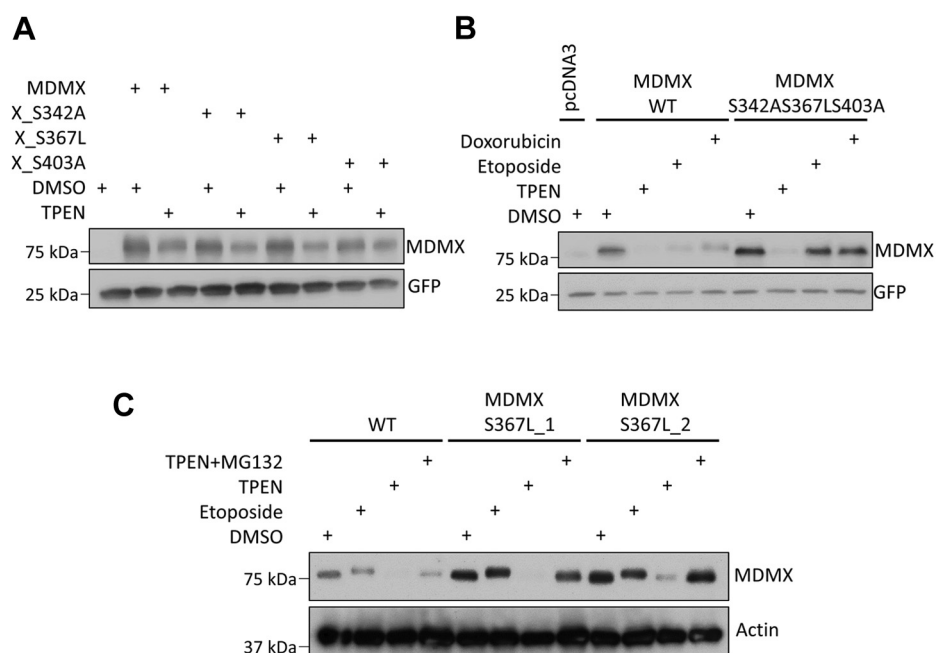 A
MDMX + +
X_S342A + +
X_S367L + +
X_S403A + +
DMSO + + + + +
TPEN + + + +
75 kDa MDMX
25 kDa GFP
B
pcDNA3
MDMX MDMX
WT S342AS367LS403A
Doxorubicin + +
Etoposide + +
TPEN + +
DMSO + + +
75 kDa MDMX
25 kDa GFP
C
MDMX MDMX
WT S367L_1 S367L_2
TPEN+MG132 + + +
TPEN + + +
Etoposide + + +
DMSO + + +
75 kDa MDMX
37 kDa Actin